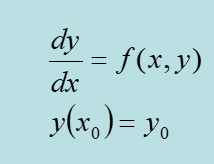 dy/dx = f(x, y)
y(x₀) = y₀